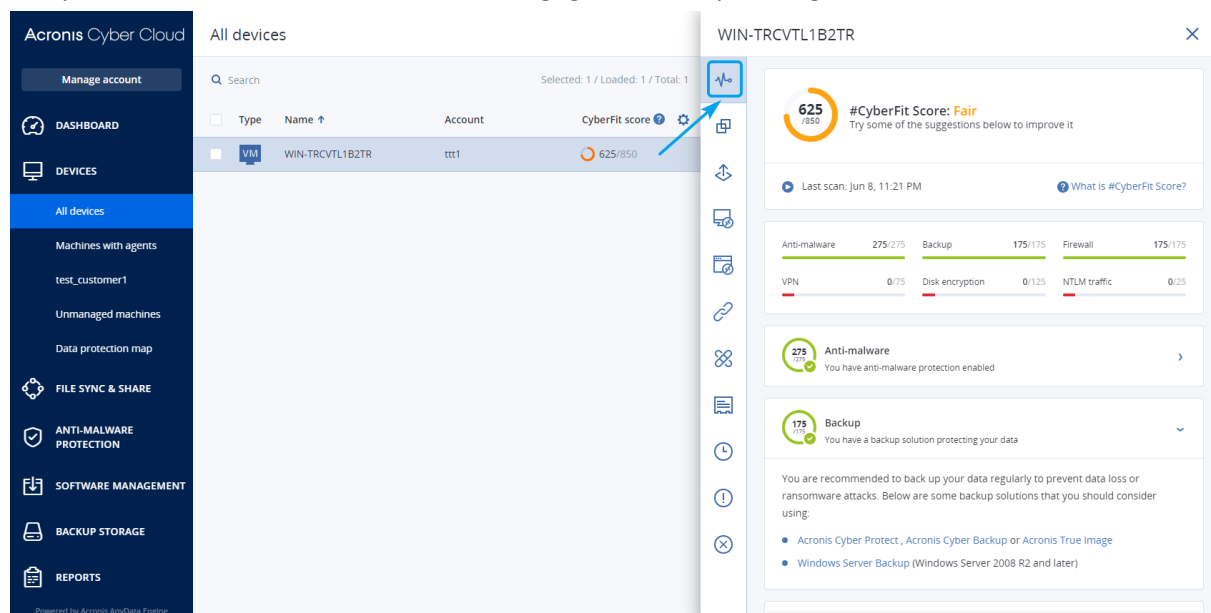 Acronis Cyber Cloud
Manage account
DASHBOARD
DEVICES
All devices
Machines with agents
test_customer1
Unmanaged machines
Data protection map
FILE SYNC & SHARE
ANTI-MALWARE
PROTECTION
SOFTWARE MANAGEMENT
BACKUP STORAGE
REPORTS
Powered by Acronis AnyData Engine
All devices
Search
Selected: 1 / Loaded: 1 / Total: 1
Type Name ↑ Account CyberFit score ?
VM WIN-TRCVTL1B2TR ttt1 625/850
WIN-TRCVTL1B2TR
625
/850
#CyberFit Score: Fair
Try some of the suggestions below to improve it
Last scan: Jun 8, 11:21 PM
? What is #CyberFit Score?
Anti-malware 275/275 Backup 175/175 Firewall 175/175
VPN 0/75 Disk encryption 0/125 NTLM traffic 0/25
275
/275
Anti-malware
You have anti-malware protection enabled
175
/175
Backup
You have a backup solution protecting your data
You are recommended to back up your data regularly to prevent data loss or
ransomware attacks. Below are some backup solutions that you should consider
using:
• Acronis Cyber Protect , Acronis Cyber Backup or Acronis True Image
• Windows Server Backup (Windows Server 2008 R2 and later)